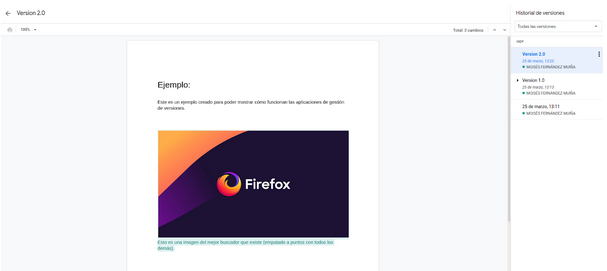 Version 2.0
100%
Total: 3 cambios
Ejemplo:
Este es un ejemplo creado para poder mostrar cómo funcionan las aplicaciones de gestión
de versiones.
Firefox
Esto es una imagen del mejor buscador que existe (empatado a puntos con todos los
demás).
Historial de versiones
Todas las versiones
HOY
Version 2.0
25 de marzo, 13:22
MOISÉS FERNÁNDEZ MUIÑA
Version 1.0
25 de marzo, 13:13
MOISÉS FERNÁNDEZ MUIÑA
25 de marzo, 13:11
MOISÉS FERNÁNDEZ MUIÑA